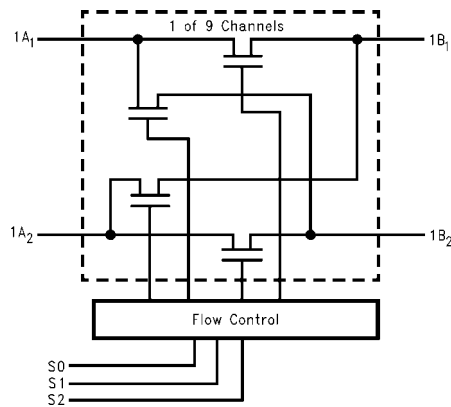 1 of 9 Channels
1A1
1B1
1A2
1B2
Flow Control
S0
S1
S2